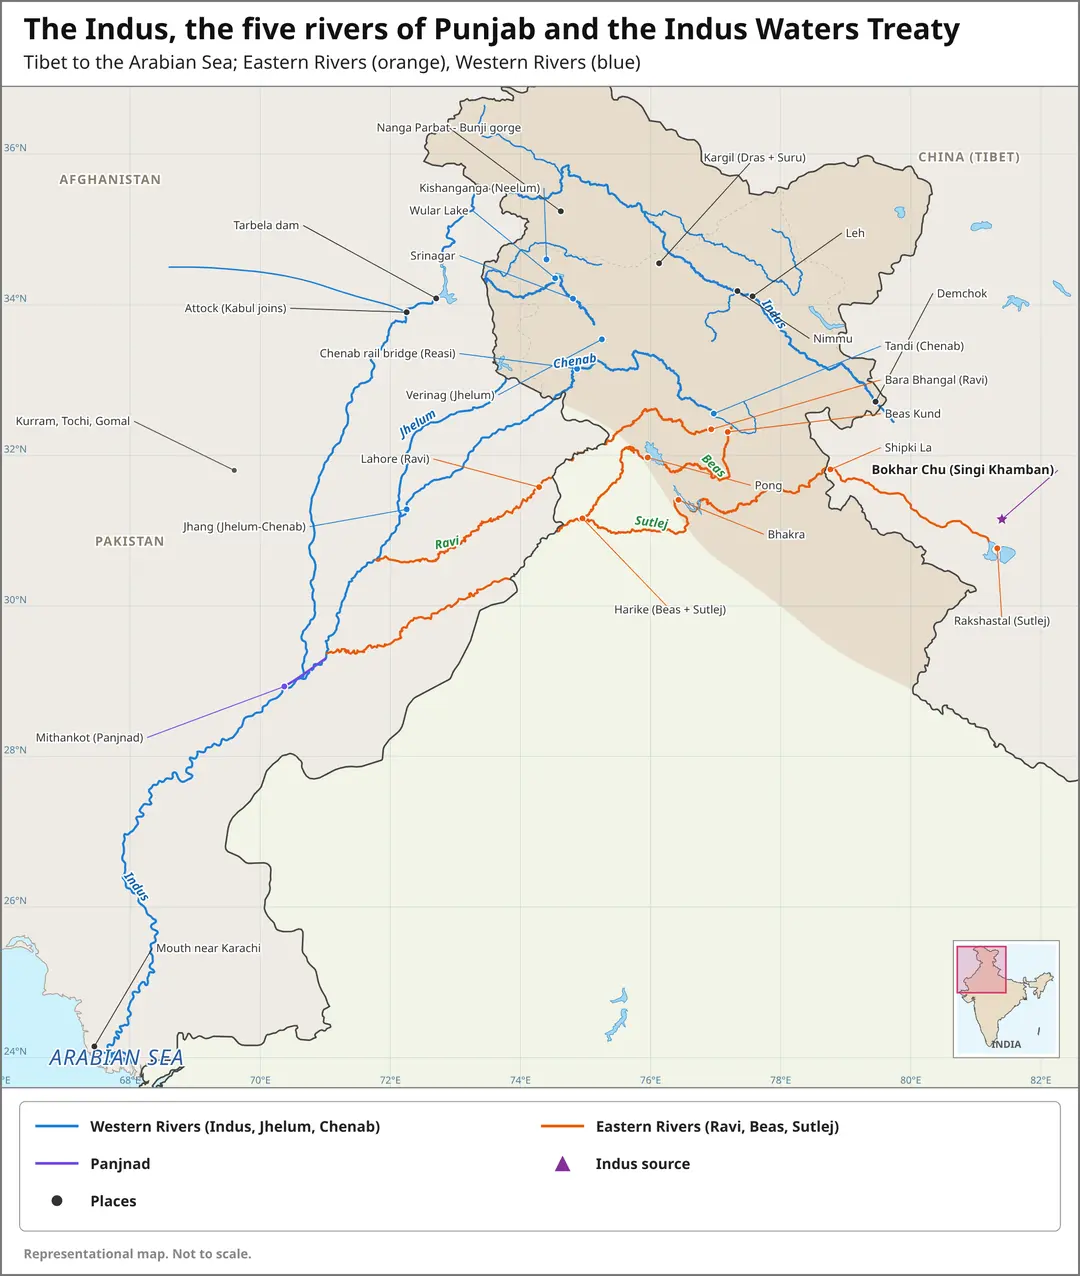 The Indus, the five rivers of Punjab and the Indus Waters Treaty
Tibet to the Arabian Sea; Eastern Rivers (orange), Western Rivers (blue)
Nanga Parbat - Bunji gorge
36°N
Kargil (Dras + Suru)
CHINA (TIBET)
AFGHANISTAN
Kishanganga (Neelum)
Wular Lake
Tarbela dam
Leh
Srinagar
34°N
Demchok
Attock (Kabul joins)
Indus
Nimmu
Tandi (Chenab)
Chenab rail bridge (Reasi)
Chenab
Bara Bhangal (Ravi)
Verinag (Jhelum)
Beas Kund
Jhelum
Kurram, Tochi, Gomal
32°N
Shipki La
Lahore (Ravi)
Beas
Bokhar Chu (Singi Khamban)
Pong
Jhang (Jhelum-Chenab)
Sutlej
Bhakra
PAKISTAN
Ravi
30°N
Harike (Beas + Sutlej)
Rakshastal (Sutlej)
Mithankot (Panjnad)
28°N
Indus
26°N
Mouth near Karachi
24°N
ARABIAN SEA
INDIA
°E
68°E
70°E
72°E
74°E
76°E
78°E
80°E
82°E
Western Rivers (Indus, Jhelum, Chenab)
Eastern Rivers (Ravi, Beas, Sutlej)
Panjnad
Indus source
Places
Representational map. Not to scale.